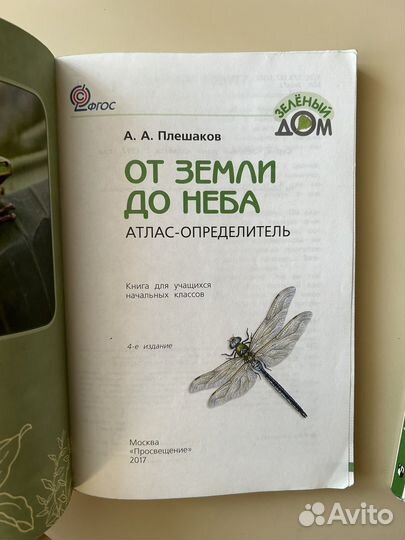 ФГОС
ЗЕЛЁНЫЙ
ДОМ
А. А. Плешаков
ОТ ЗЕМЛИ
ДО НЕБА
АТЛАС-ОПРЕДЕЛИТЕЛЬ
Книга для учащихся
начальных классов
4-е издание
Москва
«Просвещение»
2017
Avito